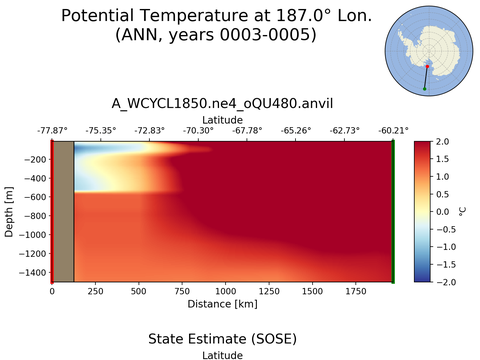 Potential Temperature at 187.0° Lon.
(ANN, years 0003-0005)
A_WCYCL1850.ne4_oQU480.anvil
Latitude
-77.87° -75.35° -72.83° -70.30° -67.78° -65.26° -62.73° -60.21°
Depth [m]
−200
−400
−600
−800
−1000
−1200
−1400
0 250 500 750 1000 1250 1500 1750
Distance [km]
2.0
1.5
1.0
0.5
0.0
−0.5
−1.0
−1.5
−2.0
°C
State Estimate (SOSE)
Latitude